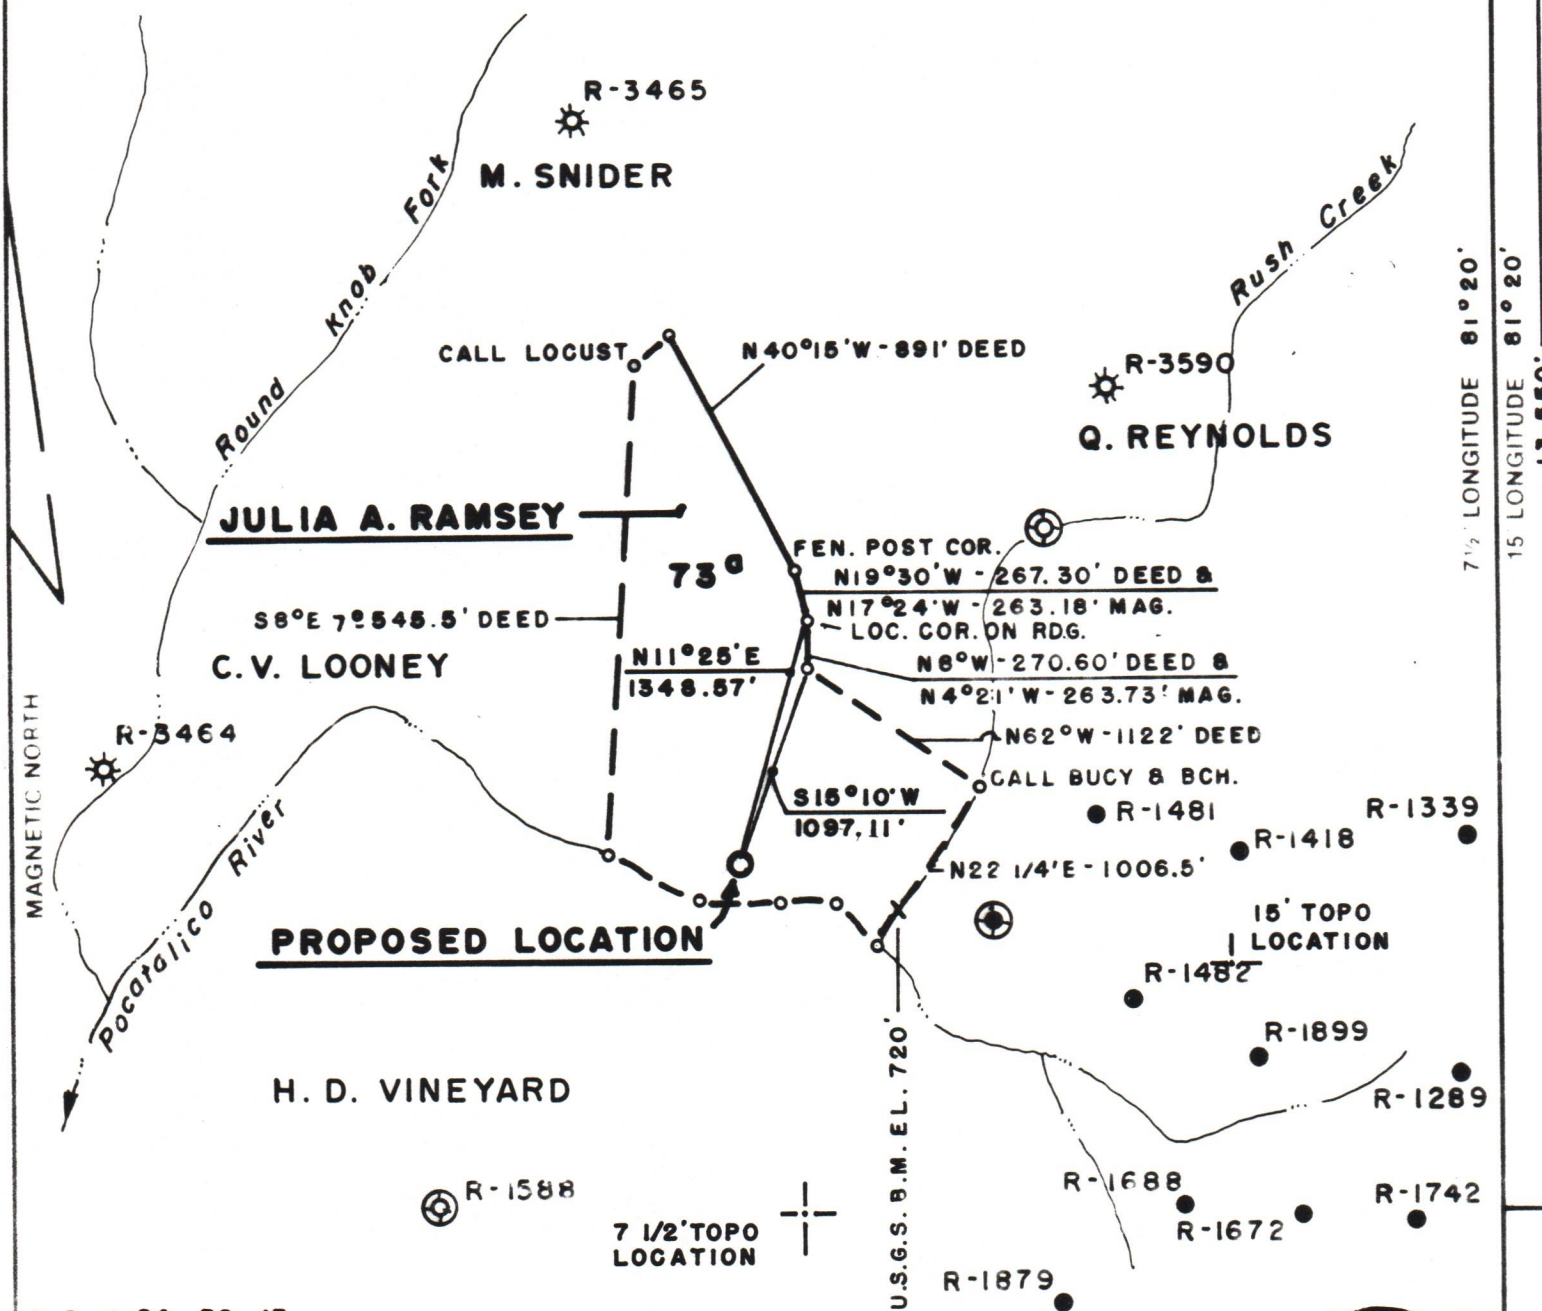 R-3465
M. SNIDER
Round Knob Fork
Rush Creek
CALL LOCUST
N40°15'W-891' DEED
R-3590
Q. REYNOLDS
7½' LONGITUDE 81°20'
15' LONGITUDE 81°20'
JULIA A. RAMSEY
73ª
FEN. POST COR.
N19°30'W-267.30' DEED &
N17°24'W-263.18' MAG.
LOC. COR. ON RDG.
S8°E 7545.5' DEED
C.V. LOONEY
N11°25'E
1348.57'
N8°W-270.60' DEED &
N4°21'W-263.73' MAG.
MAGNETIC NORTH
R-3464
N62°W-1122' DEED
CALL BUCY & BCH.
S15°10'W
1097.11'
R-1481
R-1339
R-1418
Pocatalico River
N22 1/4'E-1006.5'
15' TOPO
LOCATION
PROPOSED LOCATION
R-1482
R-1899
U.S.G.S. B.M. EL. 720'
H. D. VINEYARD
R-1289
R-1588
R-1688
R-1742
7 1/2' TOPO
LOCATION
R-1672
R-1879